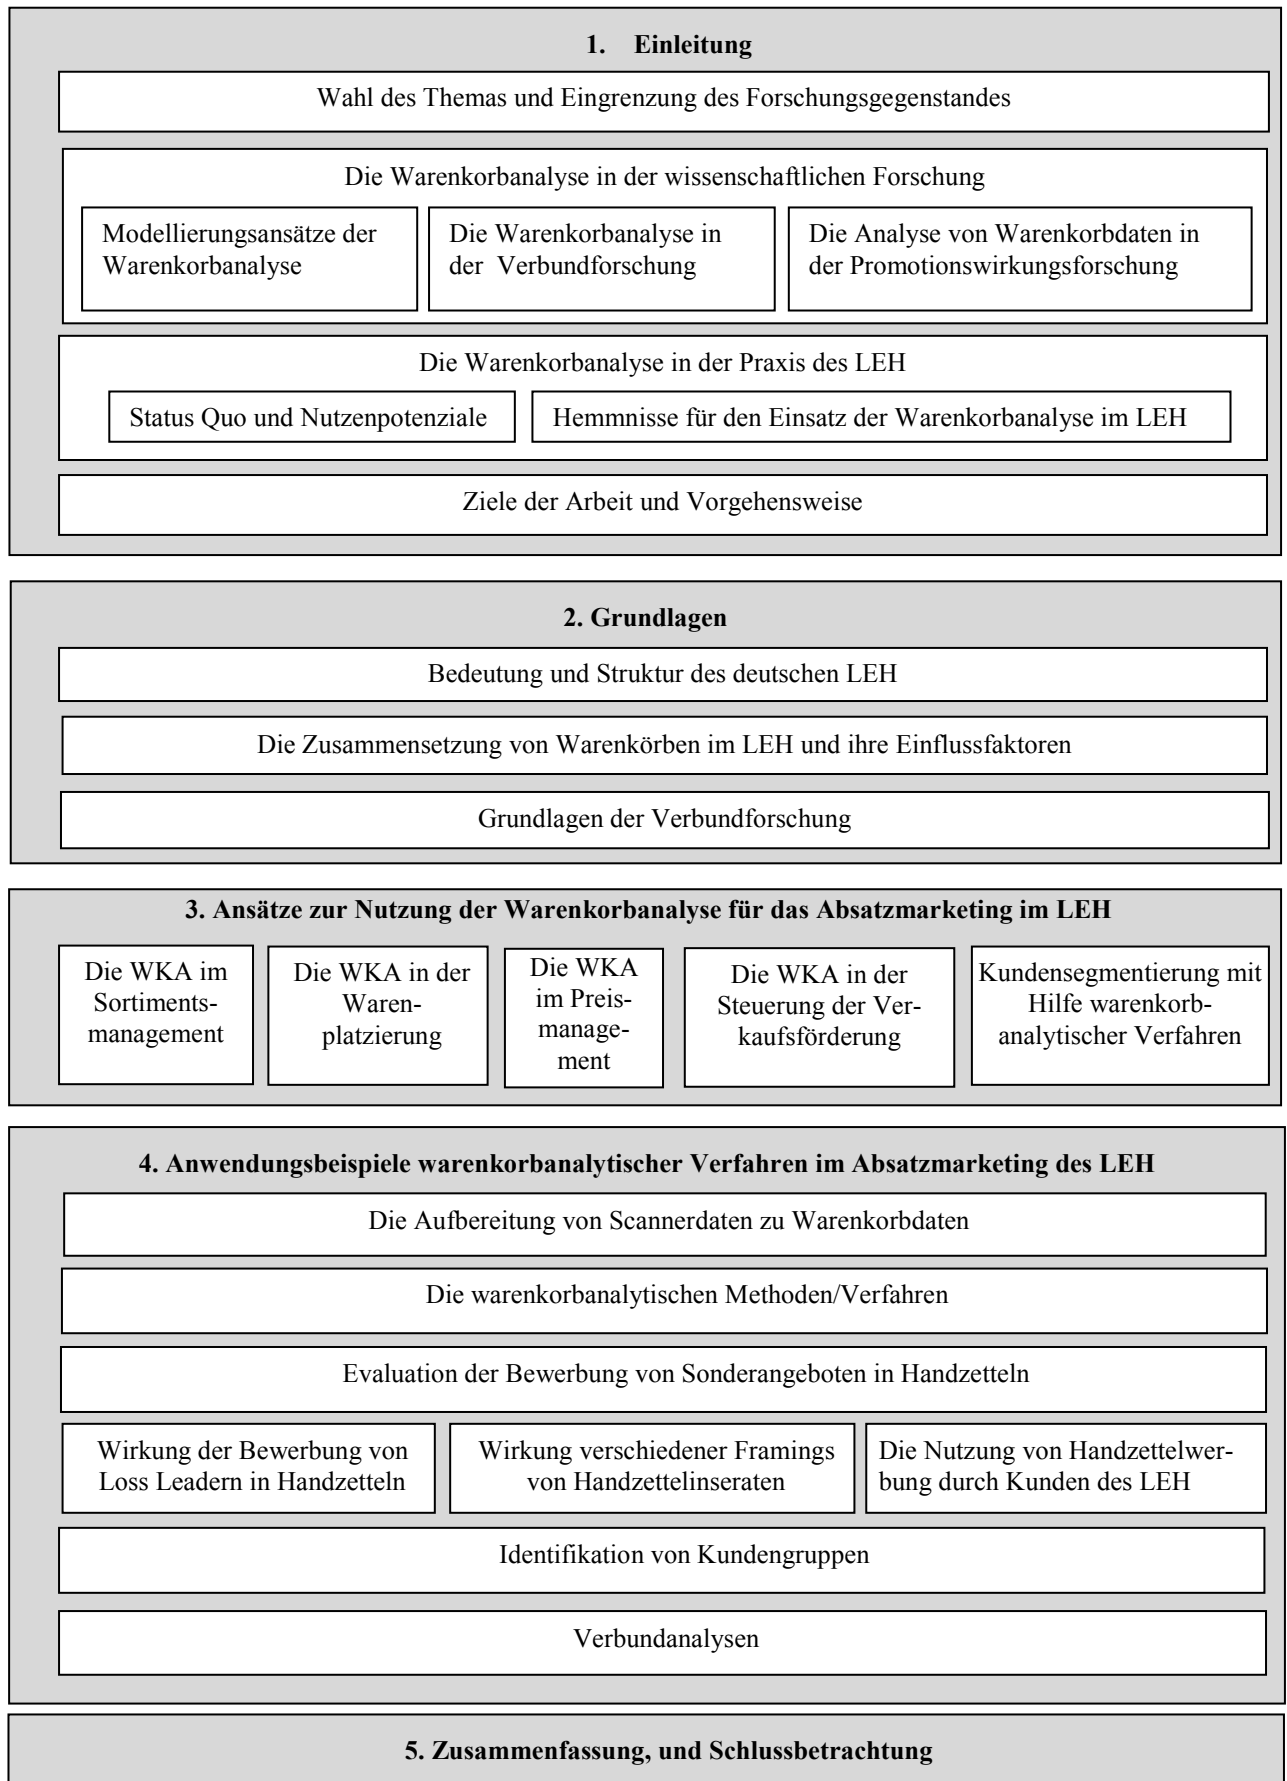 1. Einleitung
Wahl des Themas und Eingrenzung des Forschungsgegenstandes
Die Warenkorbanalyse in der wissenschaftlichen Forschung
Modellierungsansätze der
Warenkorbanalyse
Die Warenkorbanalyse in
der Verbundforschung
Die Analyse von Warenkorbdaten in
der Promotionswirkungsforschung
Die Warenkorbanalyse in der Praxis des LEH
Status Quo und Nutzenpotenziale
Hemmnisse für den Einsatz der Warenkorbanalyse im LEH
Ziele der Arbeit und Vorgehensweise
2. Grundlagen
Bedeutung und Struktur des deutschen LEH
Die Zusammensetzung von Warenkörben im LEH und ihre Einflussfaktoren
Grundlagen der Verbundforschung
3. Ansätze zur Nutzung der Warenkorbanalyse für das Absatzmarketing im LEH
Die WKA im
Sortiments-
management
Die WKA in der
Waren-
platzierung
Die WKA
im Preis-
manage-
ment
Die WKA in der
Steuerung der Ver-
kaufsförderung
Kundensegmentierung mit
Hilfe warenkorb-
analytischer Verfahren
4. Anwendungsbeispiele warenkorbanalytischer Verfahren im Absatzmarketing des LEH
Die Aufbereitung von Scannerdaten zu Warenkorbdaten
Die warenkorbanalytischen Methoden/Verfahren
Evaluation der Bewerbung von Sonderangeboten in Handzetteln
Wirkung der Bewerbung von
Loss Leadern in Handzetteln
Wirkung verschiedener Framings
von Handzettelinseraten
Die Nutzung von Handzettelwer-
bung durch Kunden des LEH
Identifikation von Kundengruppen
Verbundanalysen
5. Zusammenfassung, und Schlussbetrachtung